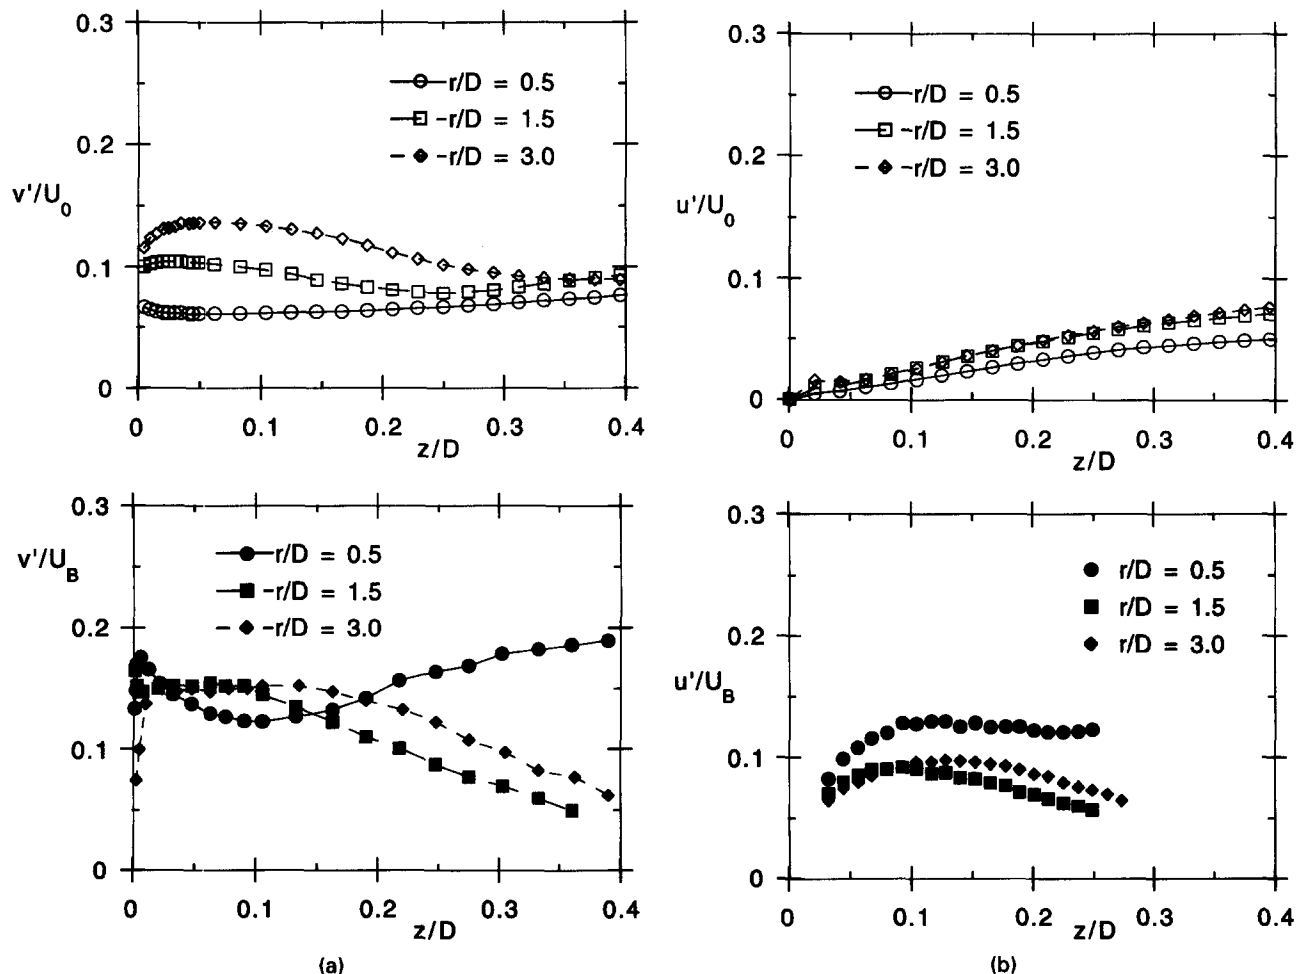 0.3
0.2
v'/U0
0.1
0
r/D = 0.5
r/D = 1.5
r/D = 3.0
0 0.1 0.2 0.3 0.4
z/D
0.3
0.2
u'/U0
0.1
0
r/D = 0.5
r/D = 1.5
r/D = 3.0
0 0.1 0.2 0.3 0.4
z/D
0.3
v'/UB
0.2
0.1
0
r/D = 0.5
r/D = 1.5
r/D = 3.0
0 0.1 0.2 0.3 0.4
z/D
(a)
0.3
0.2
u'/UB
0.1
0
r/D = 0.5
r/D = 1.5
r/D = 3.0
0 0.1 0.2 0.3 0.4
z/D
(b)